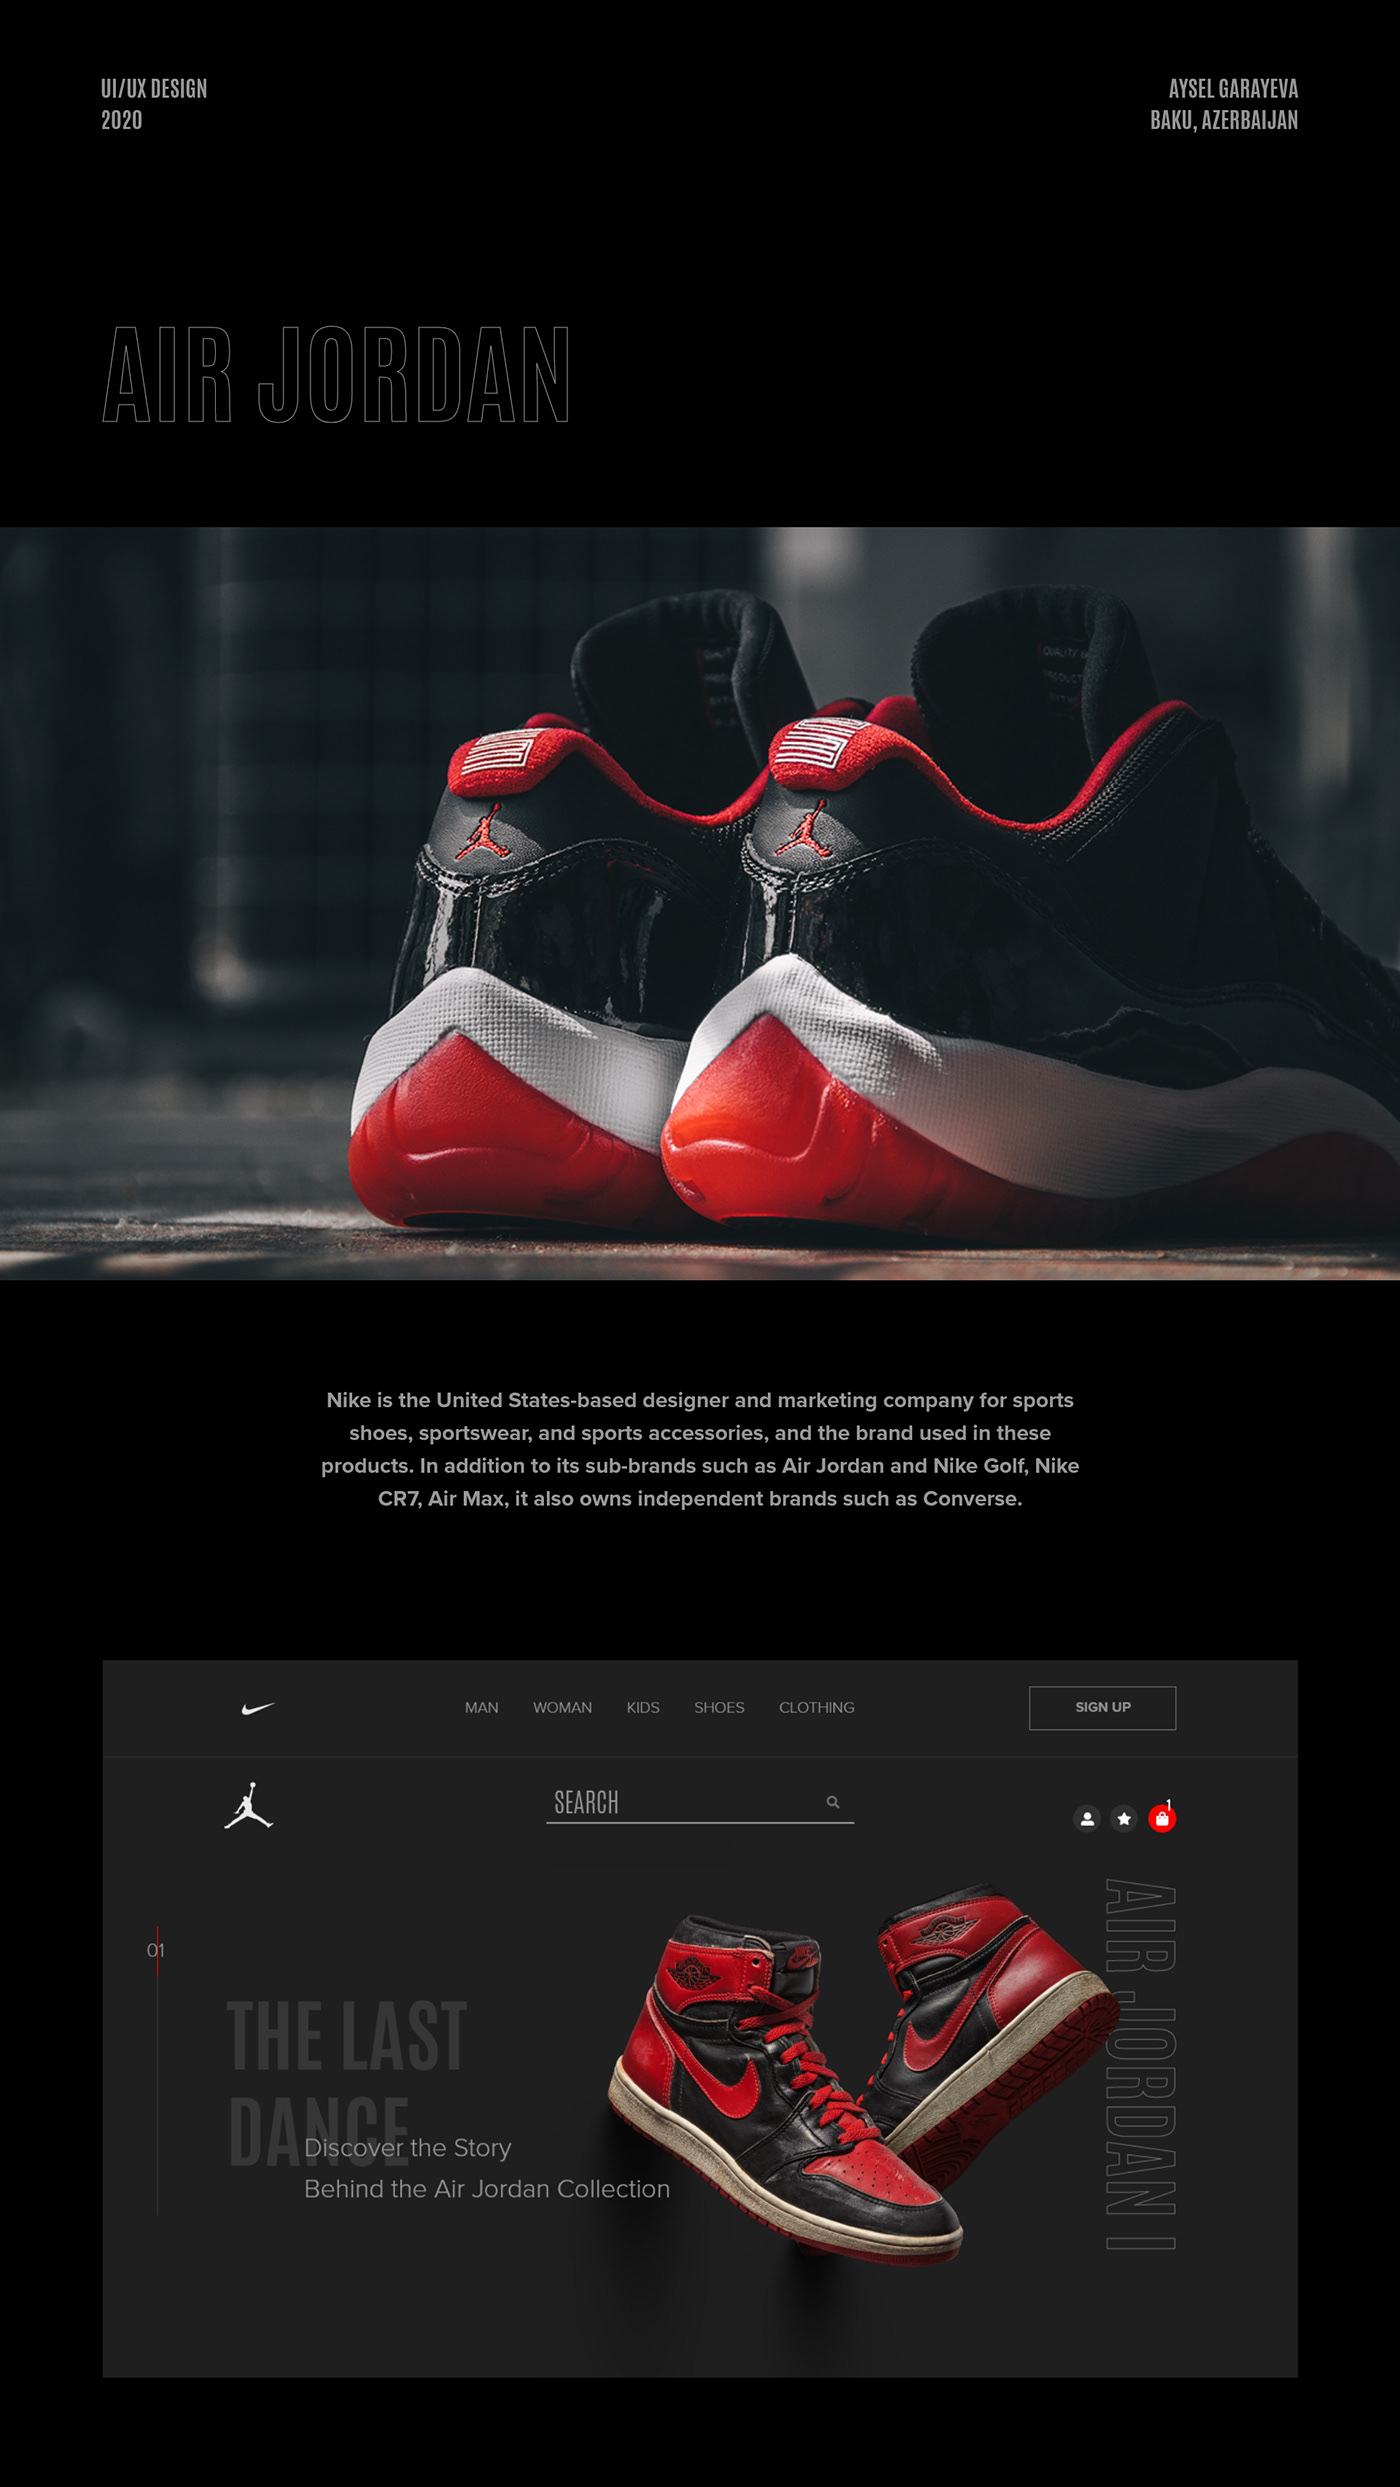 UI/UX DESIGN
2020
AYSEL GARAYEVA
BAKU, AZERBAIJAN
AIR JORDAN
QUALITY
PRODUCT
Nike is the United States-based designer and marketing company for sports
shoes, sportswear, and sports accessories, and the brand used in these
products. In addition to its sub-brands such as Air Jordan and Nike Golf, Nike
CR7, Air Max, it also owns independent brands such as Converse.
MAN WOMAN KIDS SHOES CLOTHING
SIGN UP
SEARCH
1
01
THE LAST
DANCE
Discover the Story
Behind the Air Jordan Collection
AIR JORDAN I